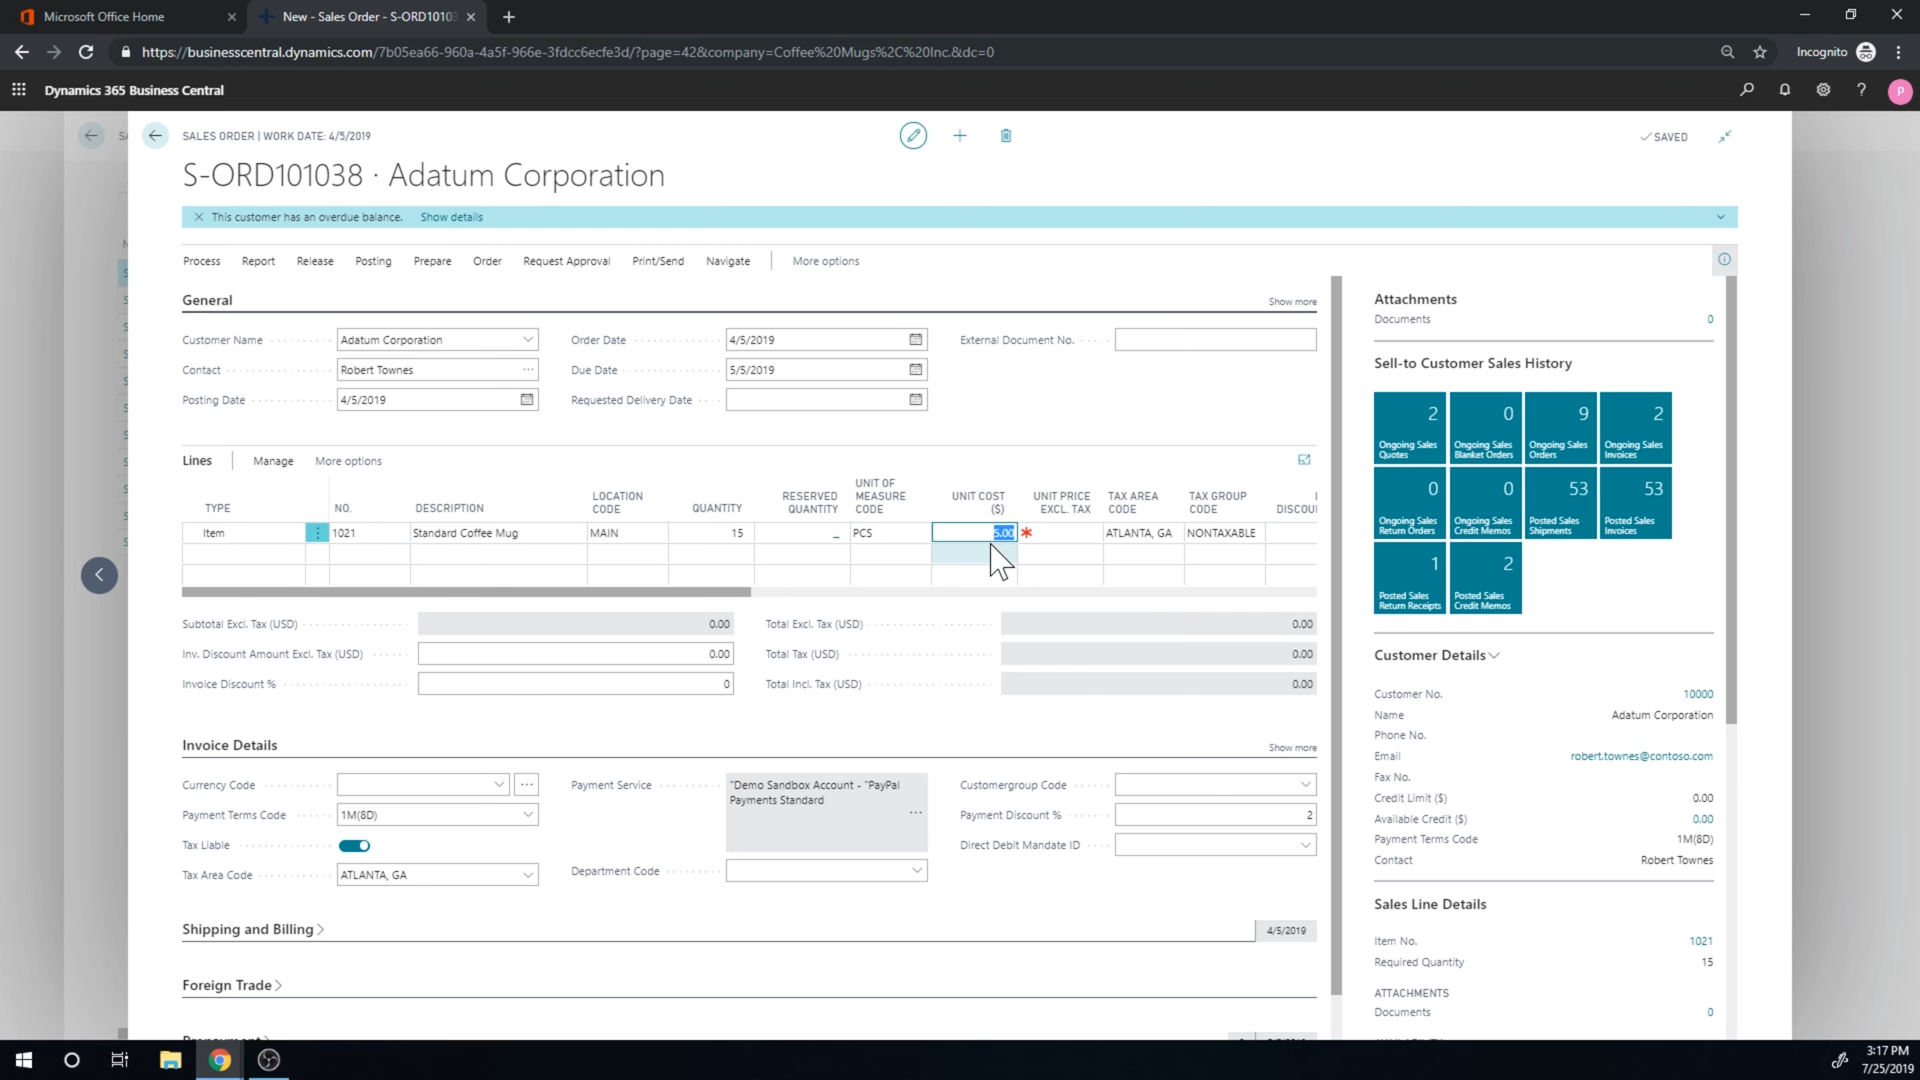 Microsoft Office Home
New - Sales Order - S-ORD10103
https://businesscentral.dynamics.com/7b05ea66-960a-4a5f-966e-3fdcc6ecfe3d/?page=42&company=Coffee%20Mugs%2C%20Inc.&dc=0
Incognito
Dynamics 365 Business Central
P
SALES ORDER | WORK DATE: 4/5/2019
SAVED
S-ORD101038 · Adatum Corporation
This customer has an overdue balance. Show details
Process Report Release Posting Prepare Order Request Approval Print/Send Navigate More options
General
Show more
Customer Name Adatum Corporation
Contact Robert Townes
Posting Date 4/5/2019
Order Date 4/5/2019
Due Date 5/5/2019
Requested Delivery Date
External Document No.
Lines Manage More options
TYPE NO. DESCRIPTION LOCATION CODE QUANTITY RESERVED QUANTITY UNIT OF MEASURE CODE UNIT COST ($) UNIT PRICE EXCL. TAX TAX AREA CODE TAX GROUP CODE DISCOU
Item 1021 Standard Coffee Mug MAIN 15 _ PCS 5.00 * ATLANTA, GA NONTAXABLE
Subtotal Excl. Tax (USD) 0.00
Inv. Discount Amount Excl. Tax (USD) 0.00
Invoice Discount % 0
Total Excl. Tax (USD) 0.00
Total Tax (USD) 0.00
Total Incl. Tax (USD) 0.00
Invoice Details
Show more
Currency Code
Payment Terms Code 1M(8D)
Tax Liable
Tax Area Code ATLANTA, GA
Payment Service "Demo Sandbox Account - "PayPal
Payments Standard
Department Code
Customergroup Code
Payment Discount % 2
Direct Debit Mandate ID
Shipping and Billing
4/5/2019
Foreign Trade
Attachments
Documents 0
Sell-to Customer Sales History
2 Ongoing Sales Quotes
0 Ongoing Sales Blanket Orders
9 Ongoing Sales Orders
2 Ongoing Sales Invoices
0 Ongoing Sales Return Orders
0 Ongoing Sales Credit Memos
53 Posted Sales Shipments
53 Posted Sales Invoices
1 Posted Sales Return Receipts
2 Posted Sales Credit Memos
Customer Details
Customer No. 10000
Name Adatum Corporation
Phone No.
Email robert.townes@contoso.com
Fax No.
Credit Limit ($) 0.00
Available Credit ($) 0.00
Payment Terms Code 1M(8D)
Contact Robert Townes
Sales Line Details
Item No. 1021
Required Quantity 15
ATTACHMENTS
Documents 0
3:17 PM
7/25/2019